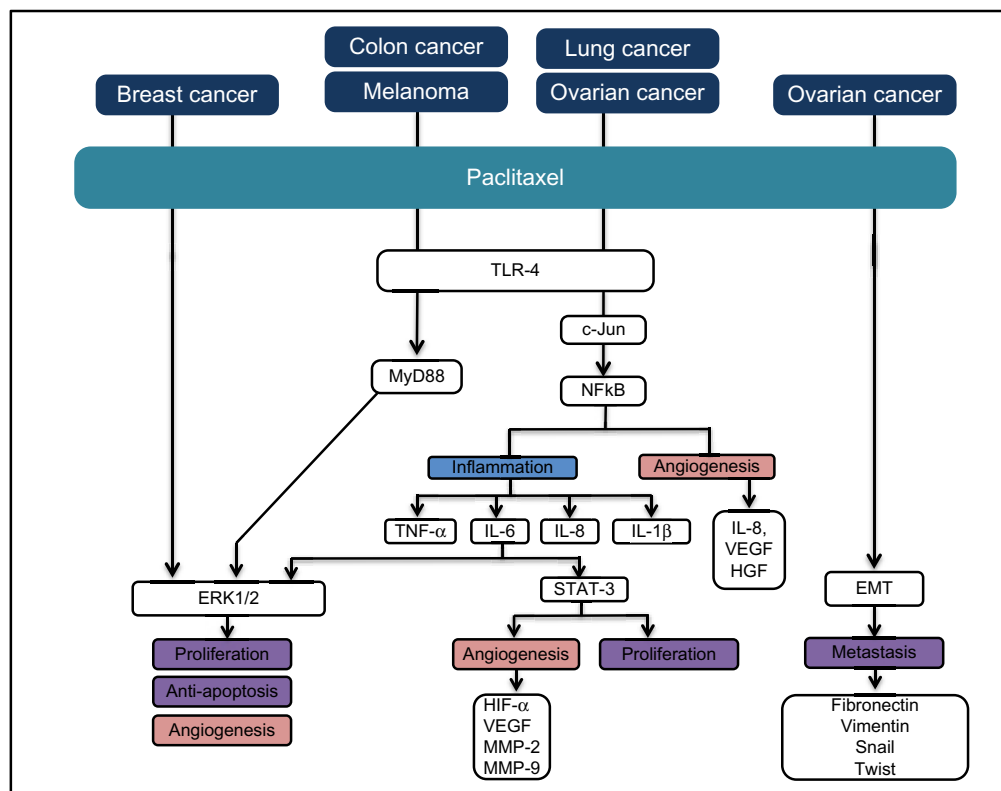 Colon cancer
Lung cancer
Breast cancer
Melanoma
Ovarian cancer
Ovarian cancer
Paclitaxel
TLR-4
c-Jun
MyD88
NFkB
Inflammation
Angiogenesis
TNF-α
IL-6
IL-8
IL-1β
IL-8,
VEGF
HGF
ERK1/2
STAT-3
EMT
Proliferation
Anti-apoptosis
Angiogenesis
Angiogenesis
Proliferation
Metastasis
HIF-α
VEGF
MMP-2
MMP-9
Fibronectin
Vimentin
Snail
Twist